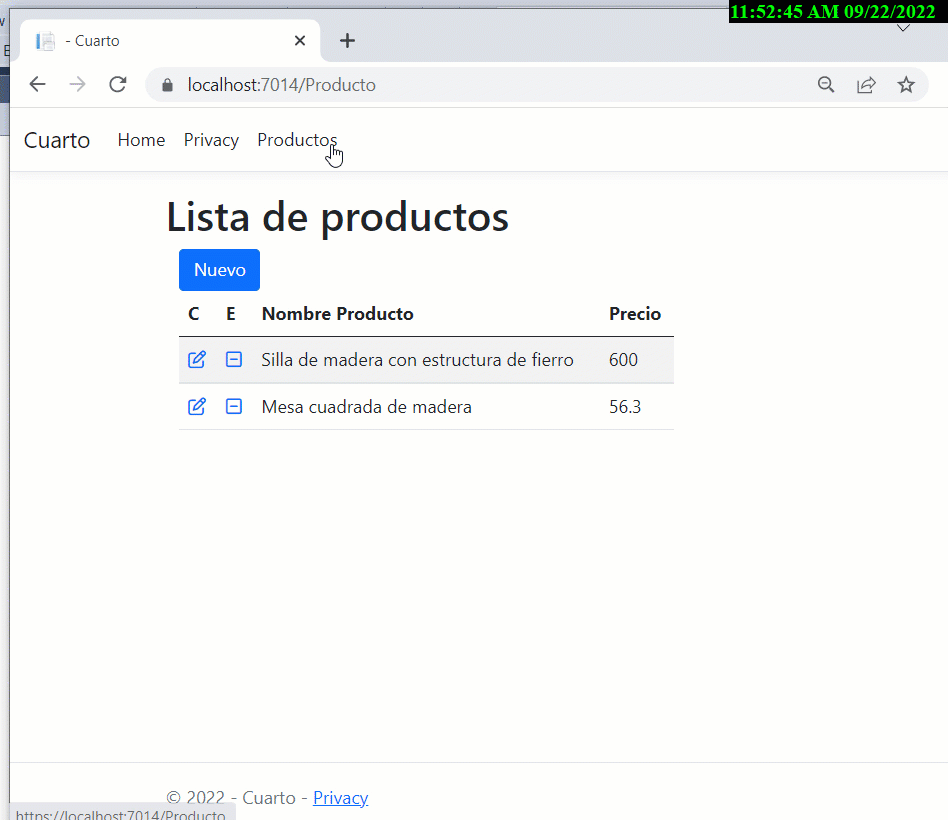 11:52:45 AM 09/22/2022
- Cuarto
localhost:7014/Producto
Cuarto Home Privacy Productos
Lista de productos
Nuevo
C E Nombre Producto Precio
Silla de madera con estructura de fierro 600
Mesa cuadrada de madera 56.3
© 2022 - Cuarto - Privacy
https://localhost:7014/Producto